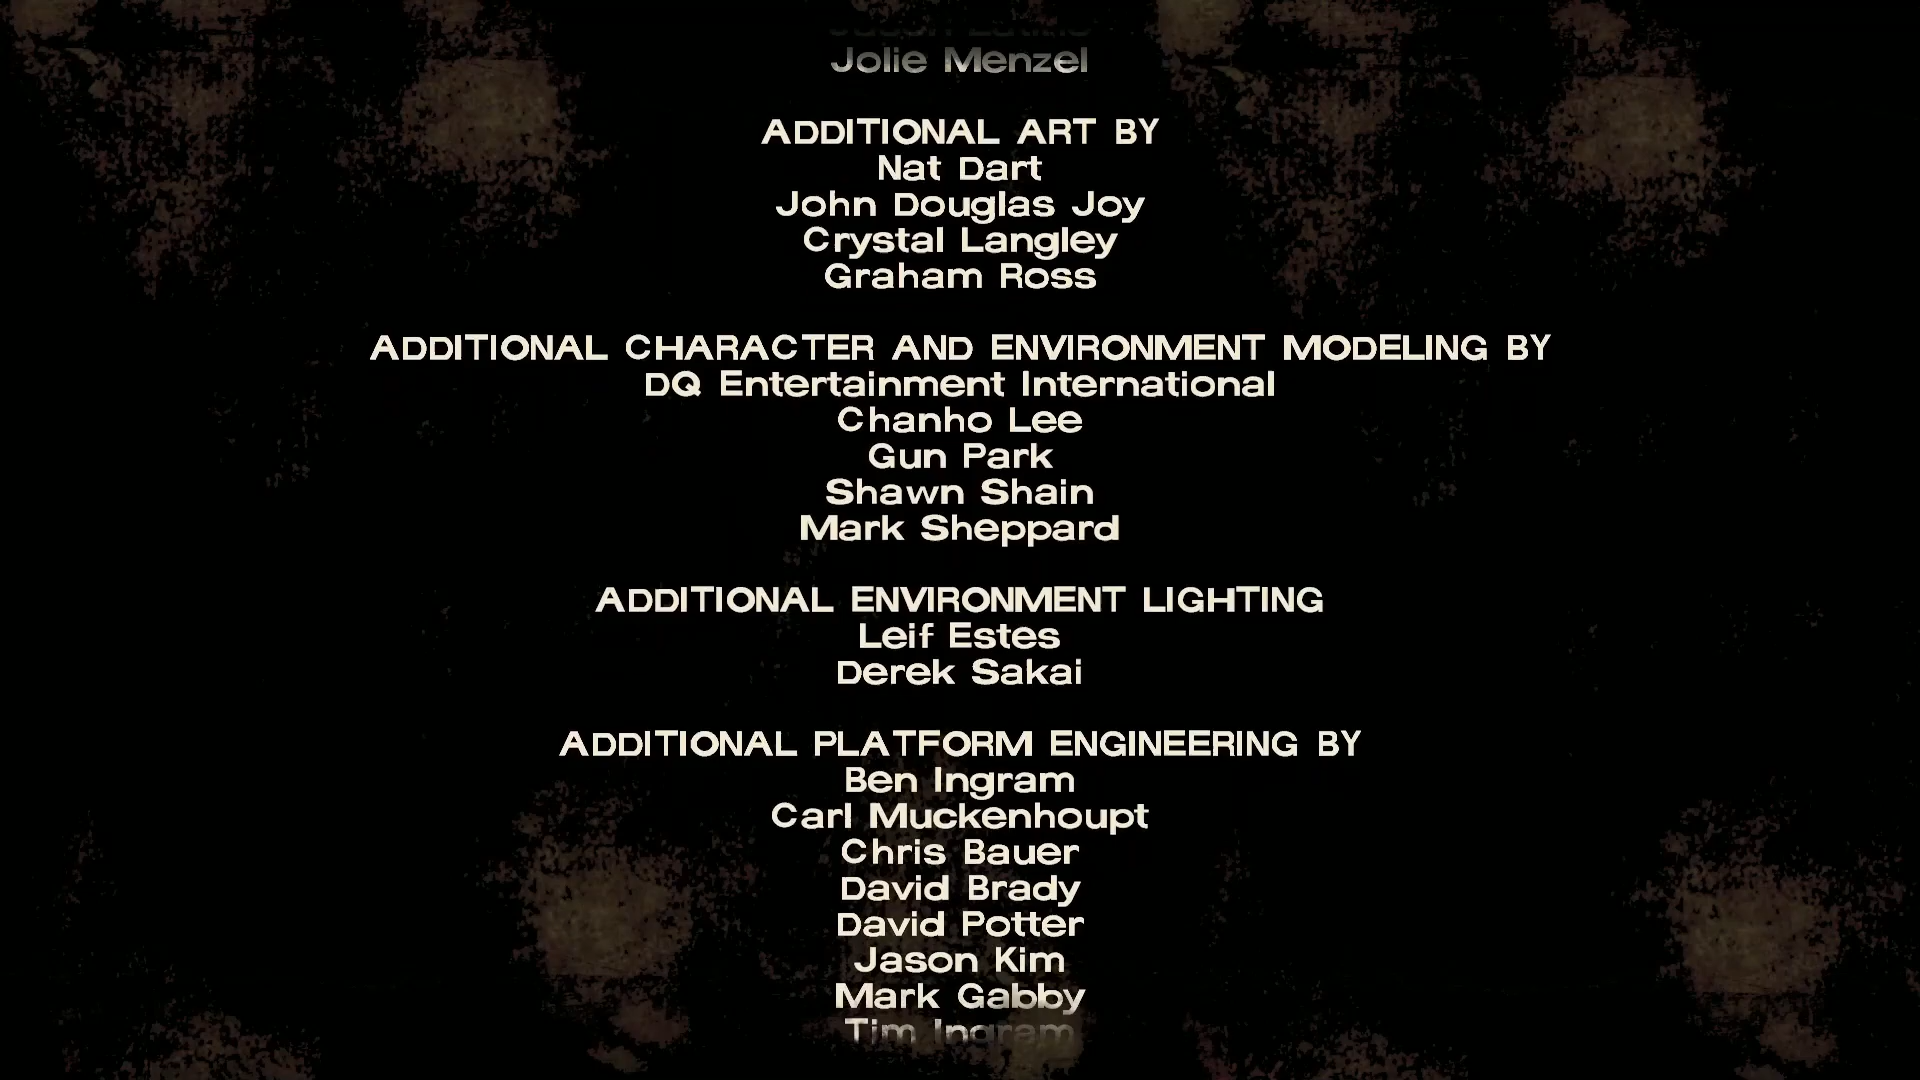 Jolie Menzel
ADDITIONAL ART BY
Nat Dart
John Douglas Joy
Crystal Langley
Graham Ross
ADDITIONAL CHARACTER AND ENVIRONMENT MODELING BY
DQ Entertainment International
Chanho Lee
Gun Park
Shawn Shain
Mark Sheppard
ADDITIONAL ENVIRONMENT LIGHTING
Leif Estes
Derek Sakai
ADDITIONAL PLATFORM ENGINEERING BY
Ben Ingram
Carl Muckenhoupt
Chris Bauer
David Brady
David Potter
Jason Kim
Mark Gabby
Tim Ingram